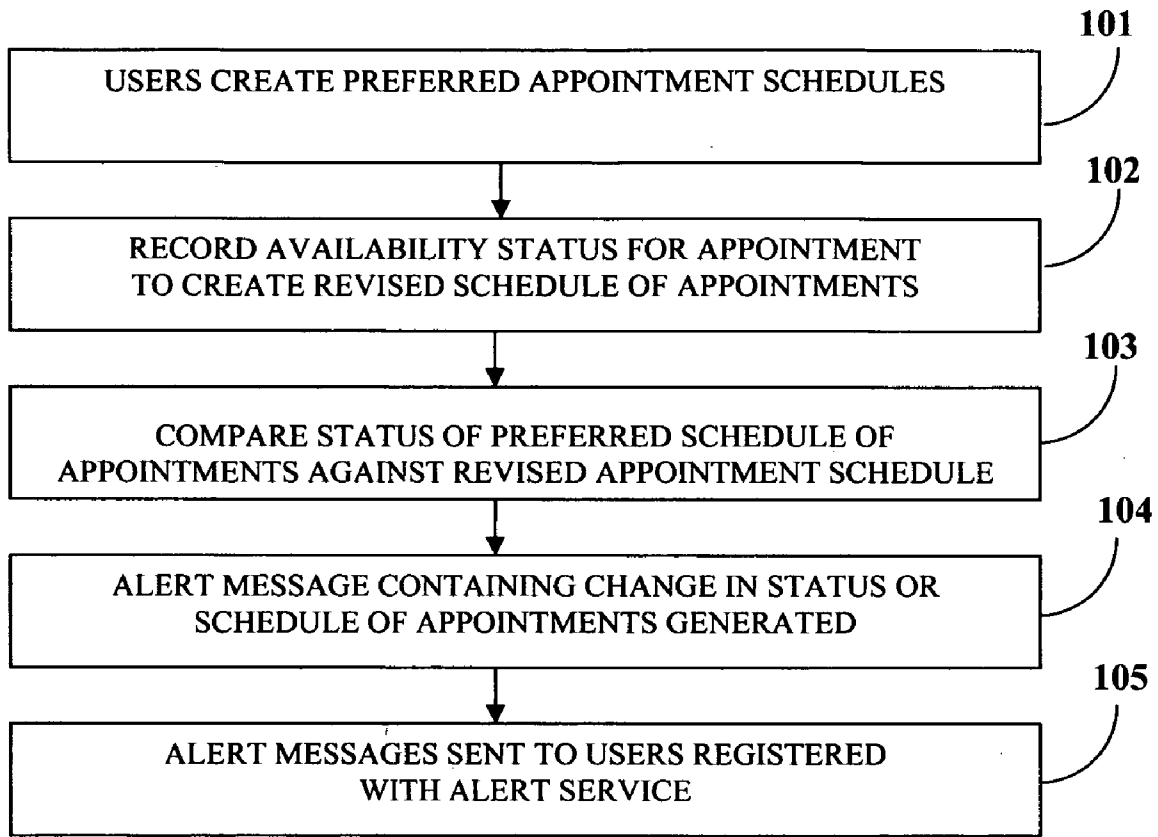 101
USERS CREATE PREFERRED APPOINTMENT SCHEDULES
102
RECORD AVAILABILITY STATUS FOR APPOINTMENT
TO CREATE REVISED SCHEDULE OF APPOINTMENTS
103
COMPARE STATUS OF PREFERRED SCHEDULE OF
APPOINTMENTS AGAINST REVISED APPOINTMENT SCHEDULE
104
ALERT MESSAGE CONTAINING CHANGE IN STATUS OR
SCHEDULE OF APPOINTMENTS GENERATED
105
ALERT MESSAGES SENT TO USERS REGISTERED
WITH ALERT SERVICE